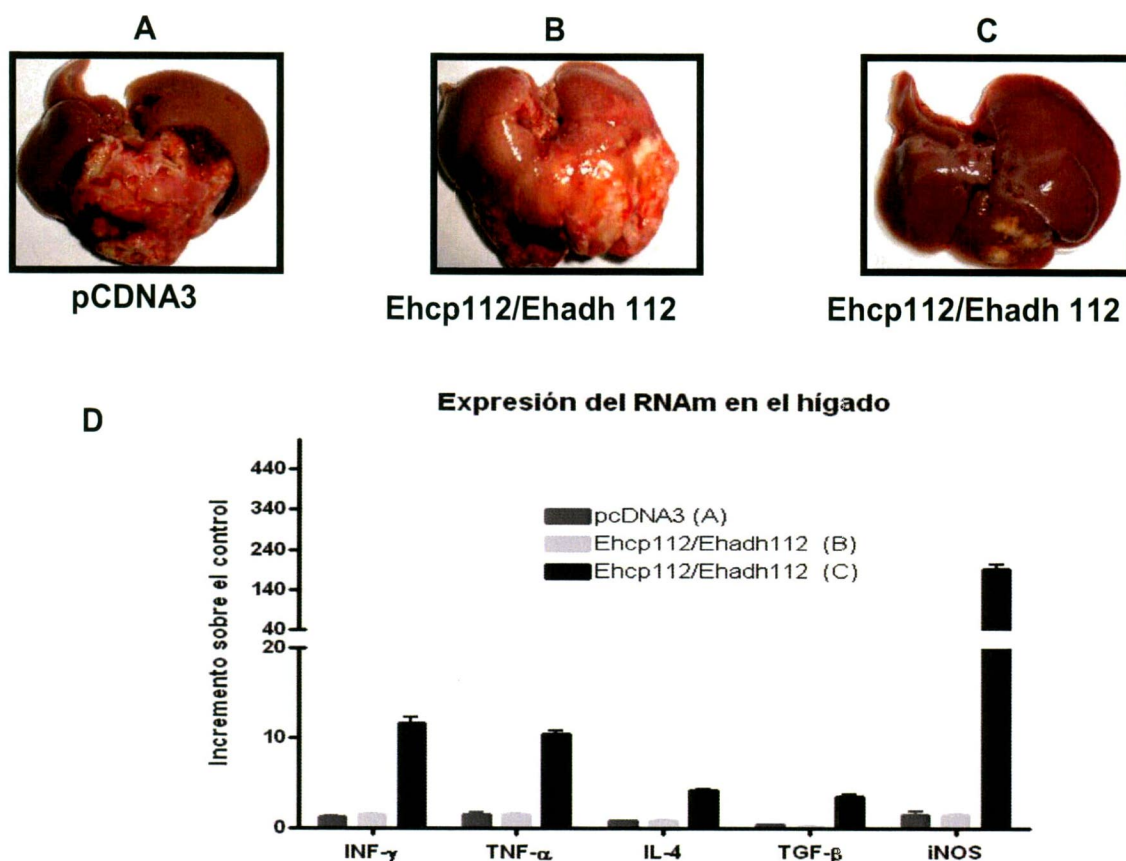 A
B
C
pCDNA3
Ehcp112/Ehadh 112
Ehcp112/Ehadh 112
D
Expresión del RNAm en el hígado
Incremento sobre el control
440
340
240
140
40
20
10
0
pcDNA3 (A)
Ehcp112/Ehadh112 (B)
Ehcp112/Ehadh112 (C)
INF-γ
TNF-α
IL-4
TGF-β
iNOS